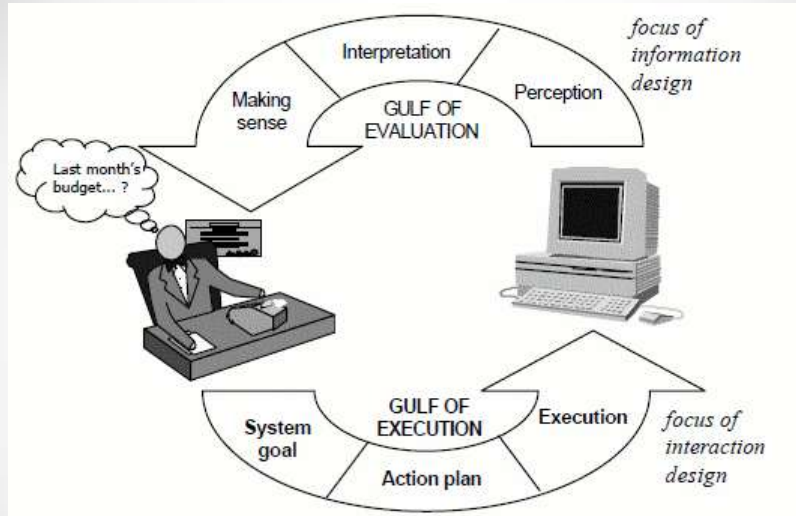 focus of
information
design
Interpretation
Making
sense
Perception
GULF OF
EVALUATION
Last month's
budget... ?
System
goal
GULF OF
EXECUTION
Action plan
Execution
focus of
interaction
design